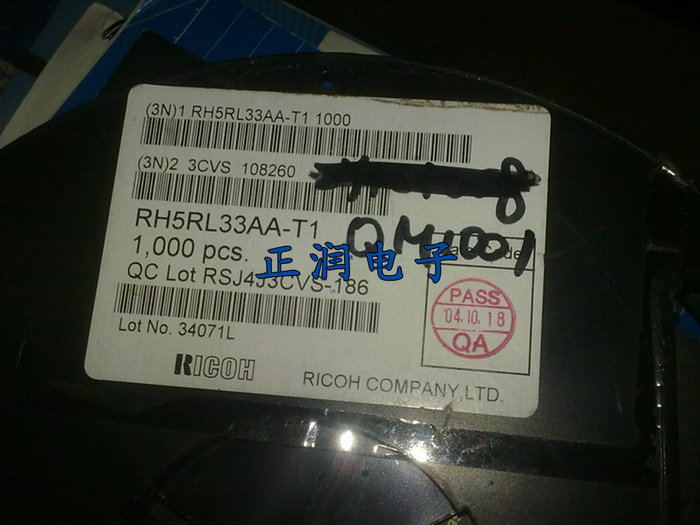 (3N)1 RH5RL33AA-T1 1000
(3N)2 3CVS 108260
8
RH5RL33AA-T1
QM1001
1,000 pcs.
正润电子
QC Lot RSJ4J3CVS-186
PASS
'04.10.18
QA
Lot No. 34071L
RICOH
RICOH COMPANY,LTD.